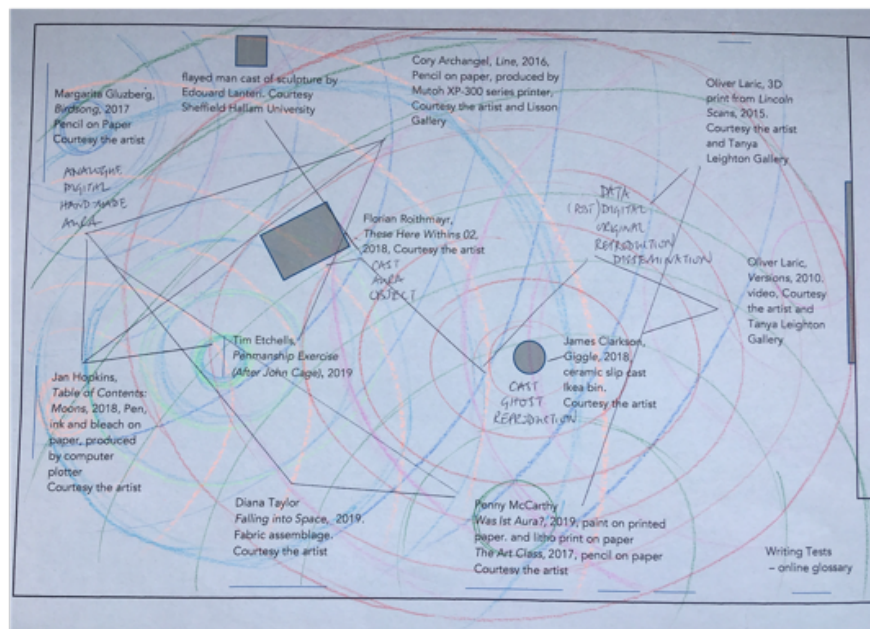 Margarita Gluzberg,
Birdsong, 2017
Pencil on Paper
Courtesy the artist
ANALOGUE
DIGITAL
HAND-MADE
AURA
flayed man cast of sculpture by
Edouard Lanteri. Courtesy
Sheffield Hallam University
Cory Archangel, Line, 2016,
Pencil on paper, produced by
Mutoh XP-300 series printer,
Courtesy the artist and Lisson
Gallery
Oliver Laric, 3D
print from Lincoln
Scans, 2015.
Courtesy the artist
and Tanya
Leighton Gallery
Florian Roithmayr,
These Here Withins 02,
2018, Courtesy the artist
CAST
AURA
OBJECT
DATA
(POST) DIGITAL
ORIGINAL
REPRODUCTION
DISSEMINATION
Oliver Laric,
Versions, 2010.
video, Courtesy
the artist and
Tanya Leighton
Gallery
Tim Etchells,
Penmanship Exercise
(After John Cage), 2019
James Clarkson,
Giggle, 2018,
ceramic slip cast
Ikea bin.
Courtesy the artist
CAST
GHOST
REPRODUCTION
Jan Hopkins,
Table of Contents:
Moons, 2018, Pen,
ink and bleach on
paper, produced
by computer
plotter
Courtesy the artist
Diana Taylor
Falling into Space, 2019.
Fabric assemblage.
Courtesy the artist
Penny McCarthy
Was Ist Aura?, 2019, paint on printed
paper. and litho print on paper
The Art Class, 2017, pencil on paper
Courtesy the artist
Writing Tests
– online glossary